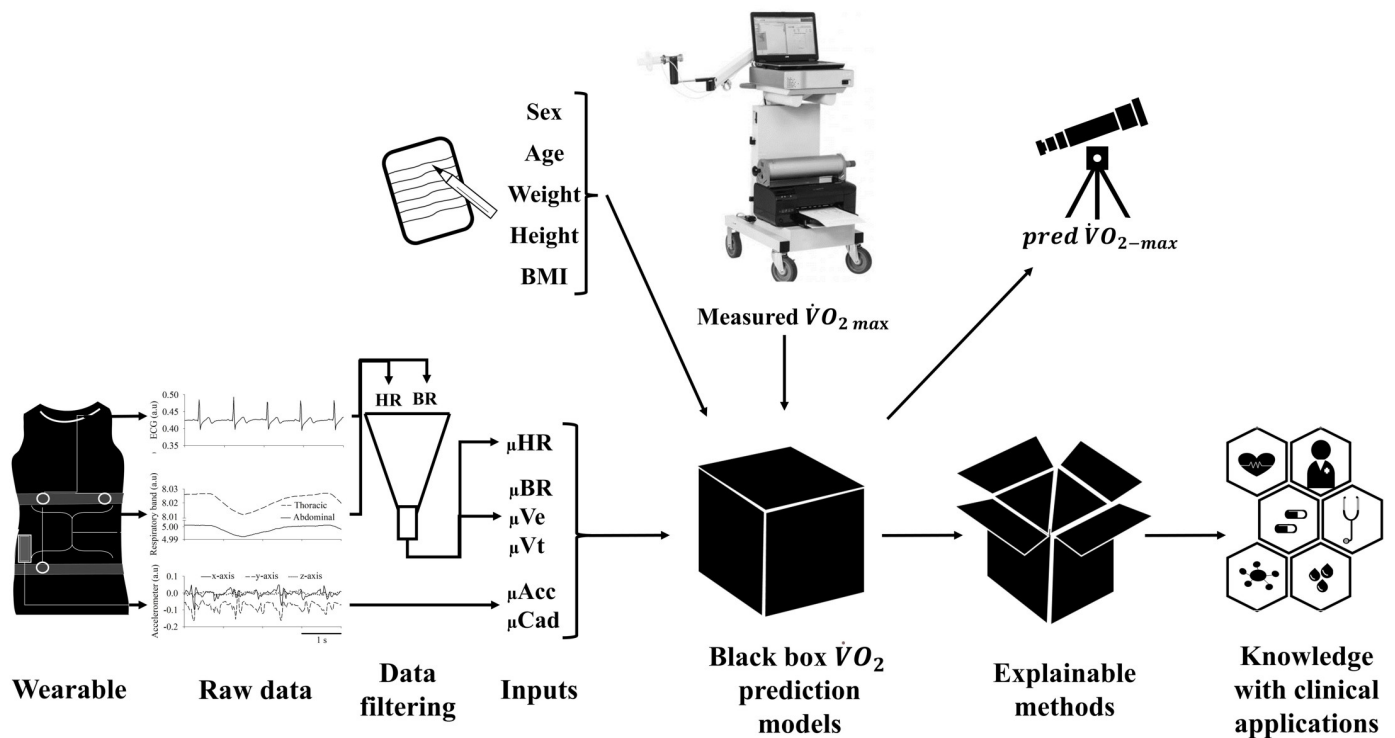 Sex
Age
Weight
Height
BMI
Measured V̇O₂ max
pred V̇O₂₋max
HR BR
0.50
0.45
0.40
0.35
ECG (a.u)
8.03
8.02
8.01
5.00
4.99
Respiratory band (a.u)
Thoracic
Abdominal
0.1
0.0
-0.1
-0.2
Accelerometer (a.u)
x-axis y-axis z-axis
1 s
μHR
μBR
μVe
μVt
μAcc
μCad
Wearable
Raw data
Data
filtering
Inputs
Black box V̇O₂
prediction
models
Explainable
methods
Knowledge
with clinical
applications